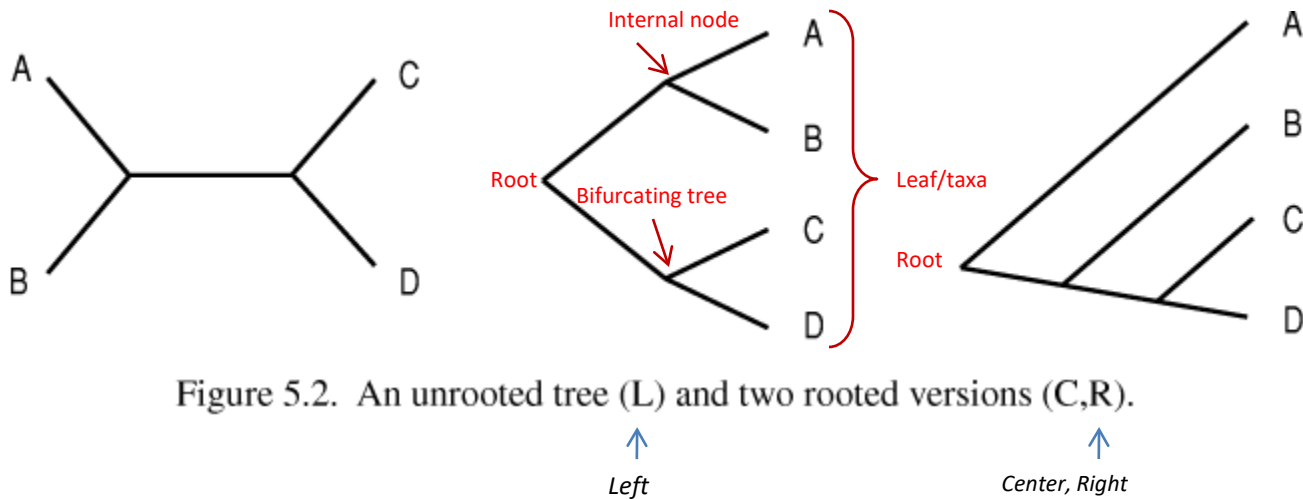 A
B
C
D
Internal node
Root
Bifurcating tree
A
B
C
D
Leaf/taxa
Root
A
B
C
D
Figure 5.2. An unrooted tree (L) and two rooted versions (C,R).
Left
Center, Right